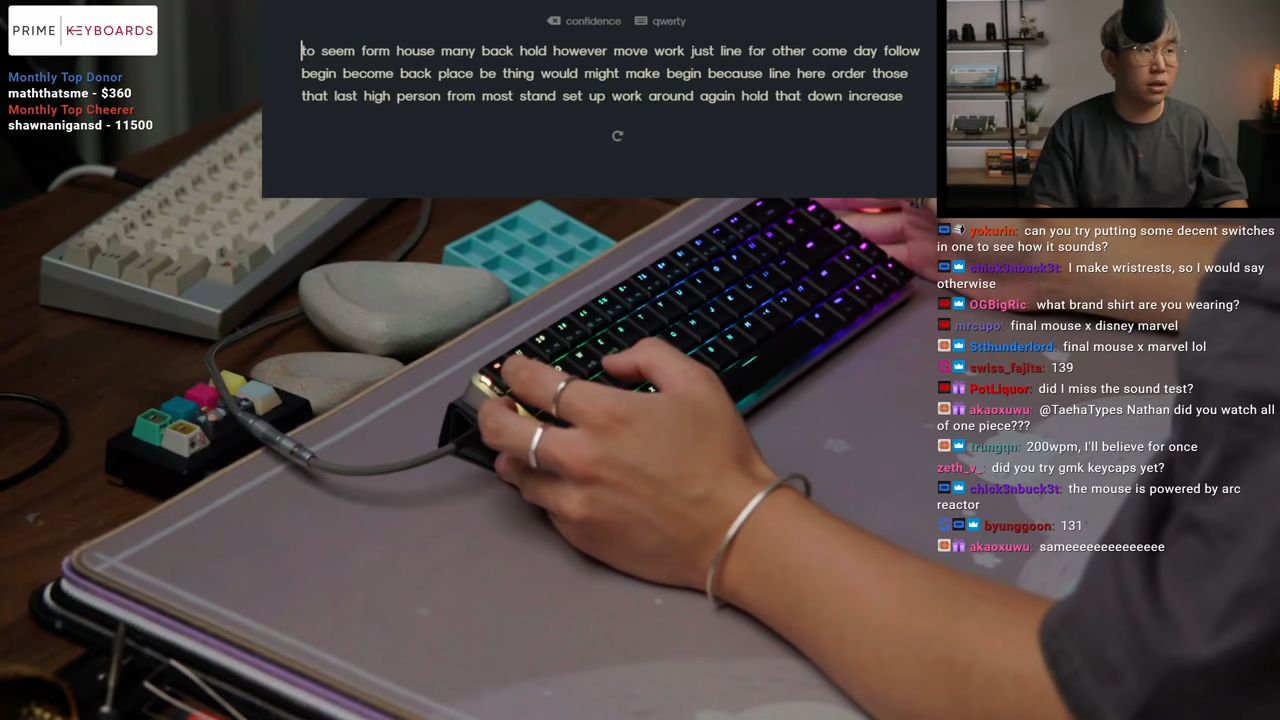 PRIME KEYBOARDS
Monthly Top Donor
maththatsme - $360
Monthly Top Cheerer
shawnanigansd - 11500
confidence qwerty
to seem form house many back hold however move work just line for other come day follow
begin become back place be thing would might make begin because line here order those
that last high person from most stand set up work around again hold that down increase
yokurin: can you try putting some decent switches
in one to see how it sounds?
chick3nbuck3t: I make wristrests, so I would say
otherwise
OGBigRic: what brand shirt are you wearing?
mrcupo: final mouse x disney marvel
Stthunderlord: final mouse x marvel lol
swiss_fajita: 139
PotLiquor: did I miss the sound test?
akaoxuwu: @TaehaTypes Nathan did you watch all
of one piece???
trungqn: 200wpm, I'll believe for once
zeth_v_: did you try gmk keycaps yet?
chick3nbuck3t: the mouse is powered by arc
reactor
byunggoon: 131
akaoxuwu: sameeeeeeeeeeeeee